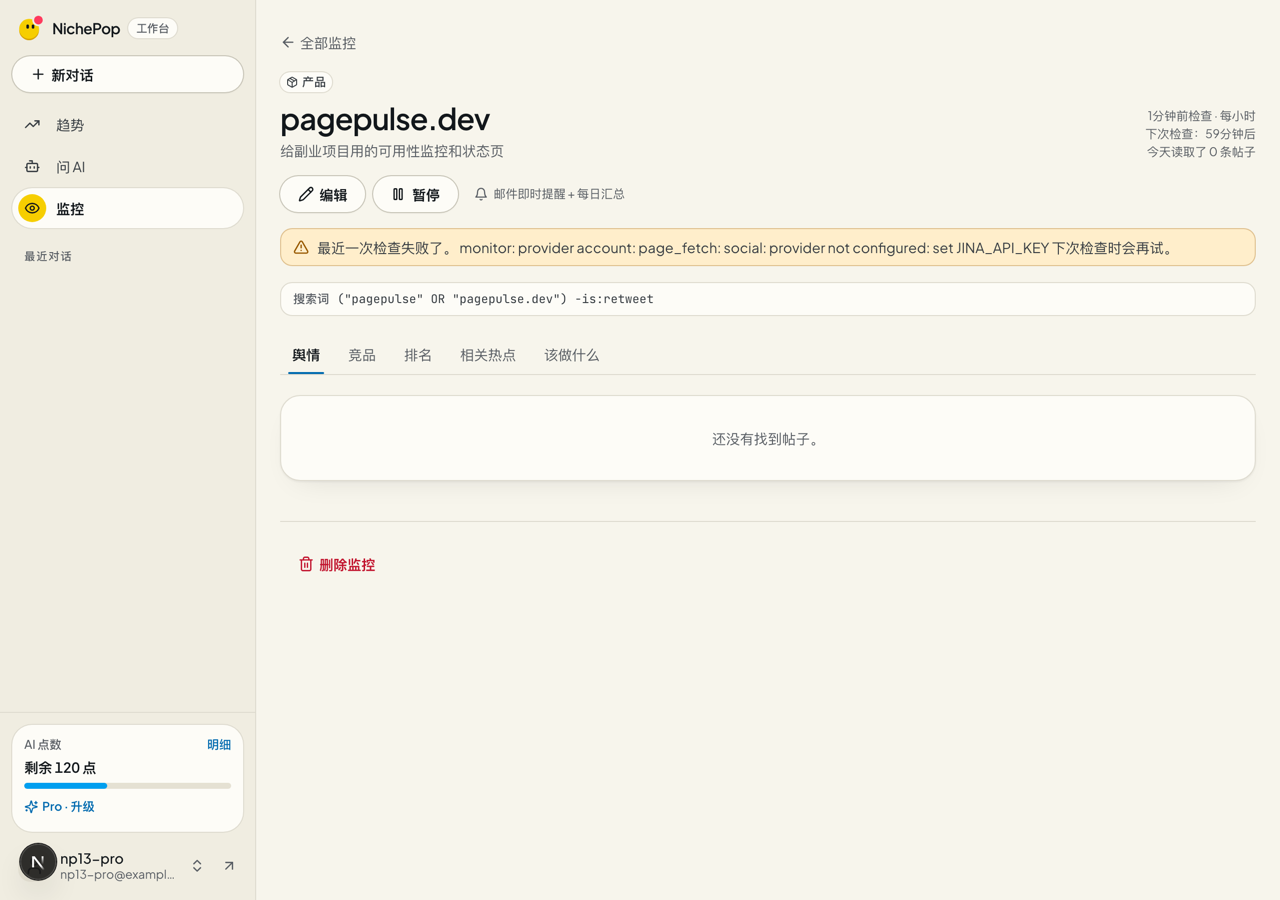 NichePop 工作台
新对话
趋势
问 AI
监控
最近对话
AI 点数 明细
剩余 120 点
Pro · 升级
N
np13-pro
np13-pro@exampl...
全部监控
产品
pagepulse.dev
给副业项目用的可用性监控和状态页
1分钟前检查 · 每小时
下次检查：59分钟后
今天读取了 0 条帖子
编辑 暂停 邮件即时提醒 + 每日汇总
最近一次检查失败了。 monitor: provider account: page_fetch: social: provider not configured: set JINA_API_KEY 下次检查时会再试。
搜索词 ("pagepulse" OR "pagepulse.dev") -is:retweet
舆情 竞品 排名 相关热点 该做什么
还没有找到帖子。
删除监控